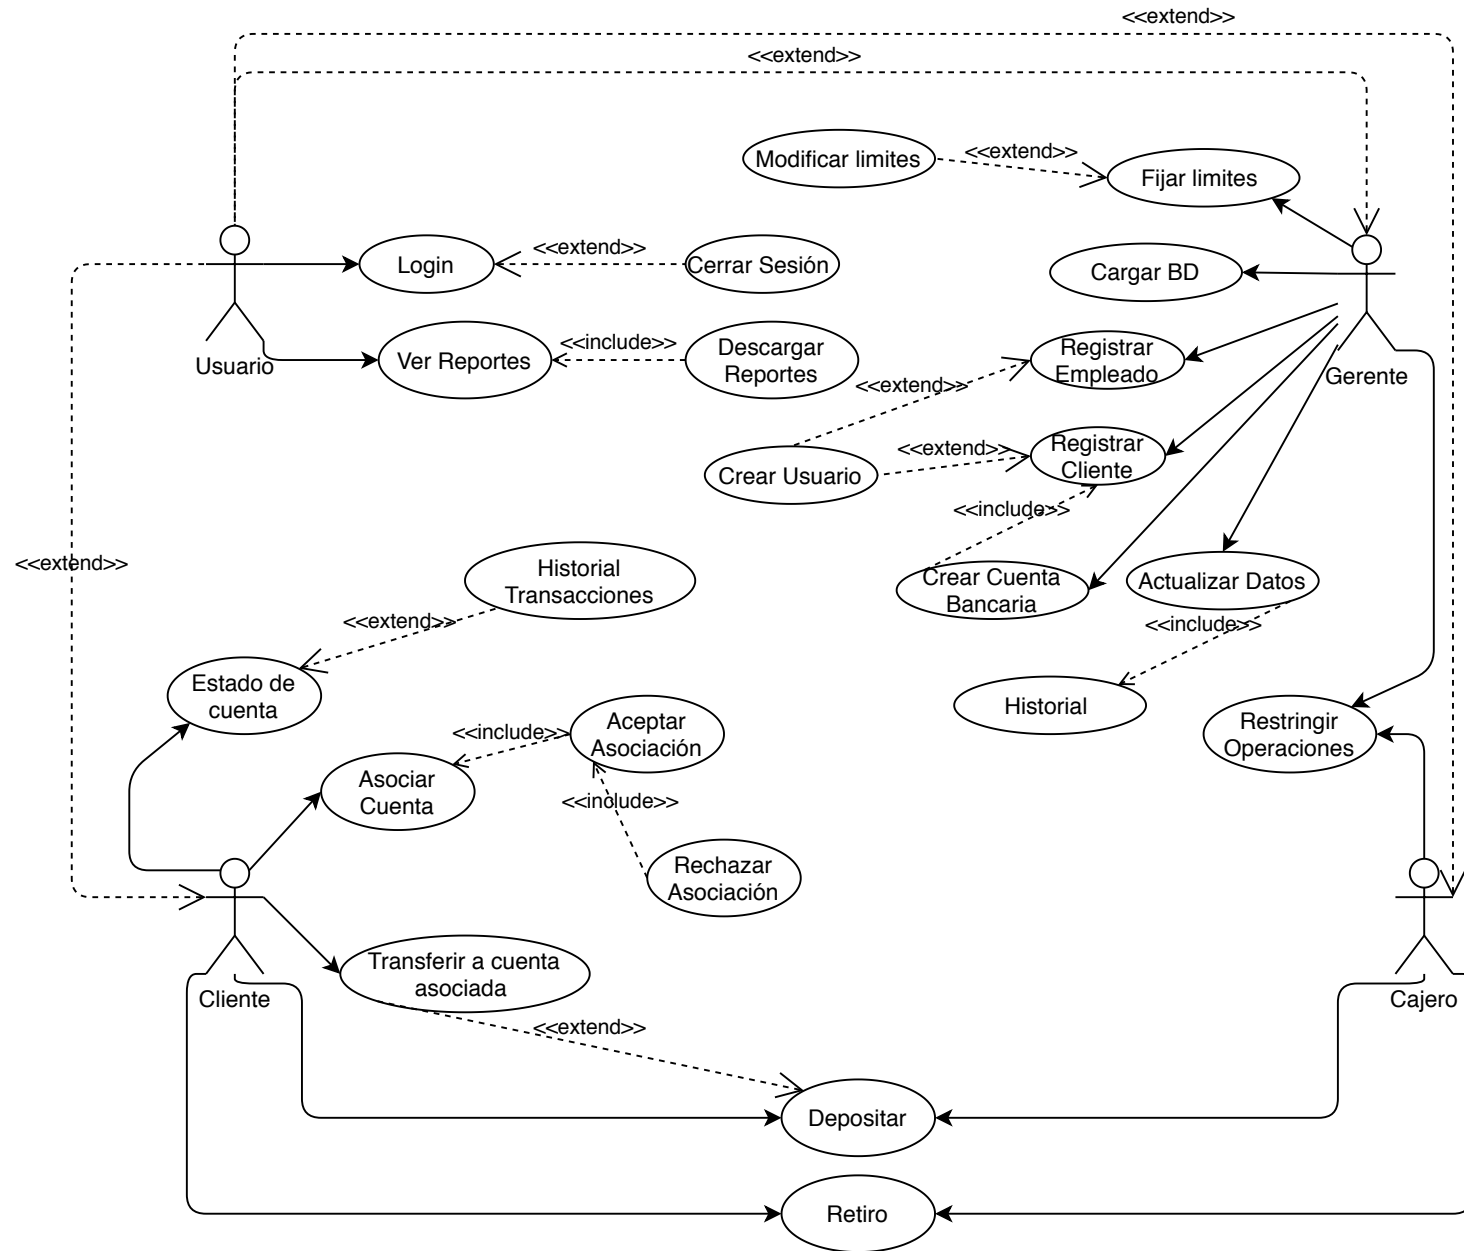 <<extend>>
<<extend>>
<<extend>>
Modificar limites
Fijar limites
<<extend>>
Login
Cerrar Sesión
Cargar BD
<<include>>
Usuario
Ver Reportes
Descargar
Reportes
Registrar
Empleado
Gerente
<<extend>>
<<extend>>
Crear Usuario
Registrar
Cliente
<<include>>
<<extend>>
Historial
Transacciones
Crear Cuenta
Bancaria
Actualizar Datos
<<extend>>
<<include>>
Estado de
cuenta
Historial
Restringir
Operaciones
<<include>>
Aceptar
Asociación
Asociar
Cuenta
<<include>>
Rechazar
Asociación
Transferir a cuenta
asociada
Cliente
Cajero
<<extend>>
Depositar
Retiro